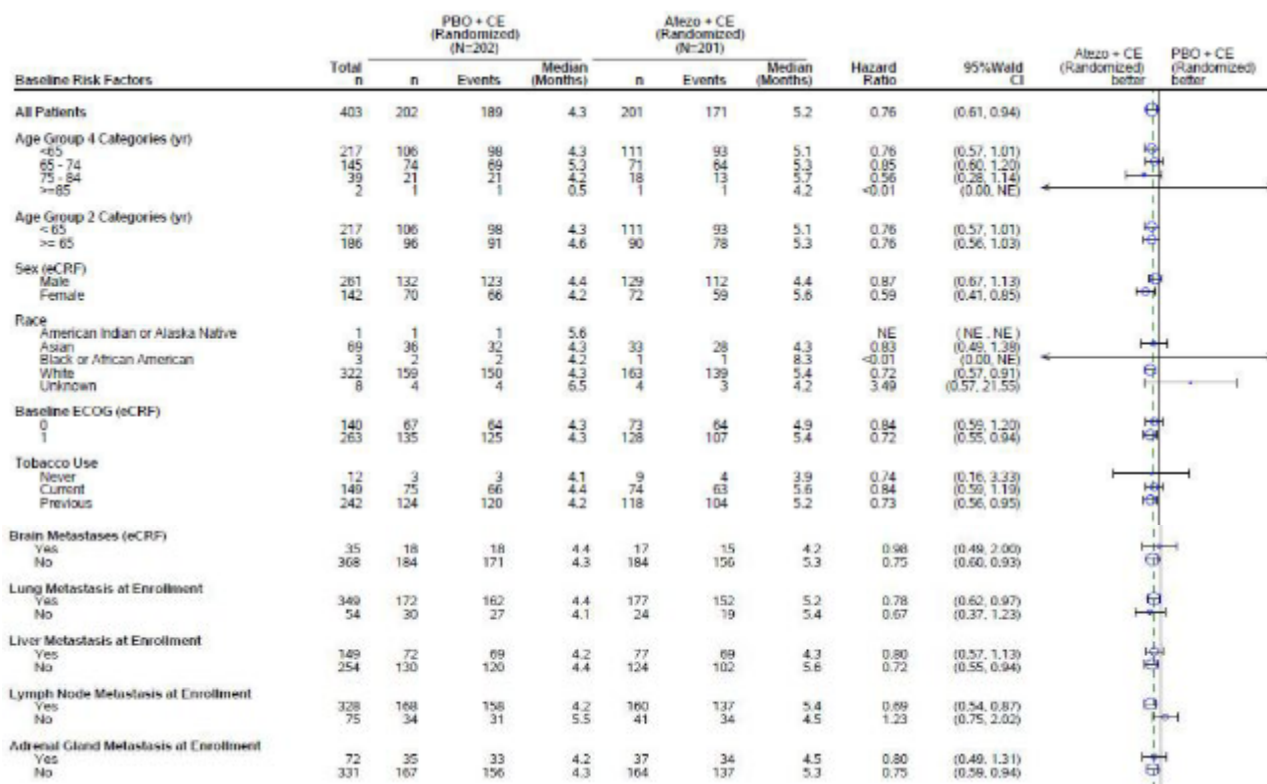 PBO + CE (Randomized) (N=202) Atezo + CE (Randomized) (N=201)
Baseline Risk Factors Total n n Events Median (Months) n Events Median (Months) Hazard Ratio 95% Wald CI Atezo + CE (Randomized) better PBO + CE (Randomized) better
All Patients 403 202 189 4.3 201 171 5.2 0.76 (0.61, 0.94)
Age Group 4 Categories (yr)
<65 217 106 98 4.3 111 93 5.1 0.76 (0.57, 1.01)
65 - 74 145 74 69 5.3 71 64 5.3 0.85 (0.60, 1.20)
75 - 84 39 21 21 4.2 18 13 5.7 0.56 (0.28, 1.14)
>=85 2 1 1 0.5 1 1 4.2 <0.01 (0.00, NE)
Age Group 2 Categories (yr)
< 65 217 106 98 4.3 111 93 5.1 0.76 (0.57, 1.01)
>= 65 186 96 91 4.6 90 78 5.3 0.76 (0.56, 1.03)
Sex (eCRF)
Male 261 132 123 4.4 129 112 4.4 0.87 (0.67, 1.13)
Female 142 70 66 4.2 72 59 5.6 0.59 (0.41, 0.85)
Race
American Indian or Alaska Native 1 1 1 5.6 NE ( NE , NE )
Asian 69 36 32 4.3 33 28 4.3 0.83 (0.49, 1.38)
Black or African American 3 2 2 4.2 1 1 8.3 <0.01 (0.00, NE)
White 322 159 150 4.3 163 139 5.4 0.72 (0.57, 0.91)
Unknown 8 4 4 6.5 4 3 4.2 3.49 (0.57, 21.55)
Baseline ECOG (eCRF)
0 140 67 64 4.3 73 64 4.9 0.84 (0.59, 1.20)
1 263 135 125 4.3 128 107 5.4 0.72 (0.55, 0.94)
Tobacco Use
Never 12 3 3 4.1 9 4 3.9 0.74 (0.16, 3.33)
Current 149 75 66 4.4 74 63 5.6 0.84 (0.59, 1.19)
Previous 242 124 120 4.2 118 104 5.2 0.73 (0.56, 0.95)
Brain Metastases (eCRF)
Yes 35 18 18 4.4 17 15 4.2 0.98 (0.49, 2.00)
No 368 184 171 4.3 184 156 5.3 0.75 (0.60, 0.93)
Lung Metastasis at Enrollment
Yes 349 172 162 4.4 177 152 5.2 0.78 (0.62, 0.97)
No 54 30 27 4.1 24 19 5.4 0.67 (0.37, 1.23)
Liver Metastasis at Enrollment
Yes 149 72 69 4.2 77 69 4.3 0.80 (0.57, 1.13)
No 254 130 120 4.4 124 102 5.6 0.72 (0.55, 0.94)
Lymph Node Metastasis at Enrollment
Yes 328 168 158 4.2 160 137 5.4 0.69 (0.54, 0.87)
No 75 34 31 5.5 41 34 4.5 1.23 (0.75, 2.02)
Adrenal Gland Metastasis at Enrollment
Yes 72 35 33 4.2 37 34 4.5 0.80 (0.49, 1.31)
No 331 167 156 4.3 164 137 5.3 0.75 (0.59, 0.94)